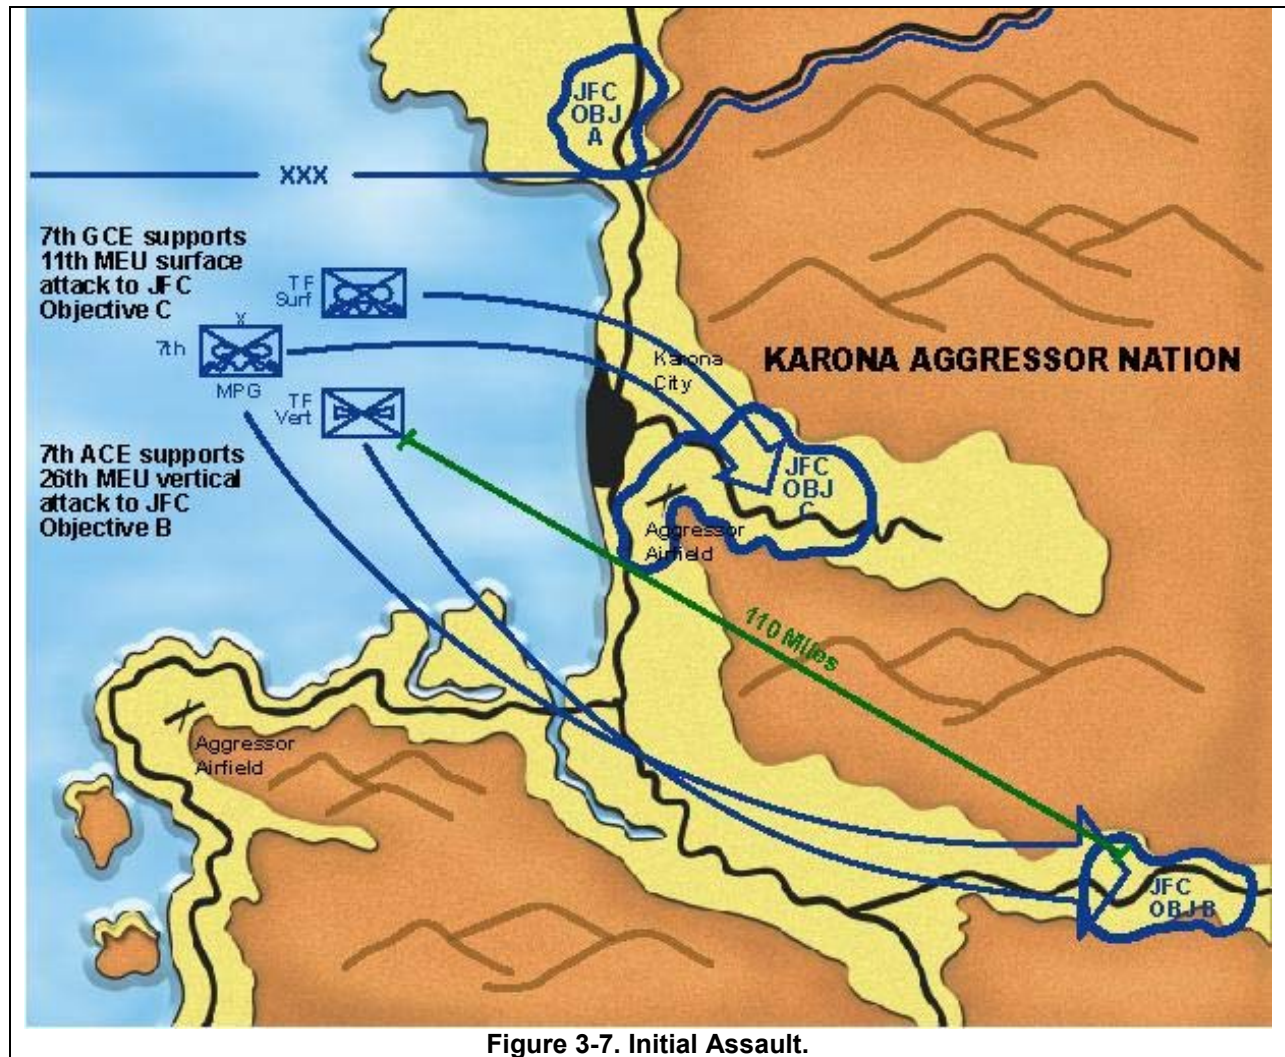 JFC
OBJ
A
XXX
7th GCE supports
11th MEU surface
attack to JFC
Objective C
TF
Surf
X
7th
MPG
TF
Vert
7th ACE supports
26th MEU vertical
attack to JFC
Objective B
Karona
City
KARONA AGGRESSOR NATION
JFC
OBJ
C
Aggressor
Airfield
110 Miles
Aggressor
Airfield
JFC
OBJ B
Figure 3-7. Initial Assault.